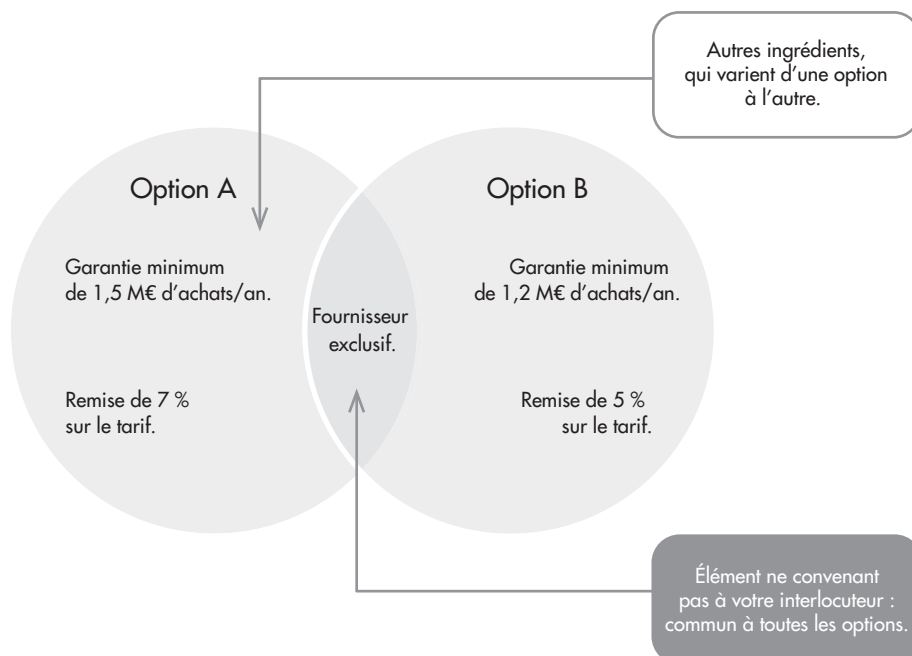 Autres ingrédients,
qui varient d’une option
à l’autre.
Option A
Option B
Garantie minimum
de 1,5 M€ d’achats/an.
Garantie minimum
de 1,2 M€ d’achats/an.
Fournisseur
exclusif.
Remise de 7 %
sur le tarif.
Remise de 5 %
sur le tarif.
Élément ne convenant
pas à votre interlocuteur :
commun à toutes les options.